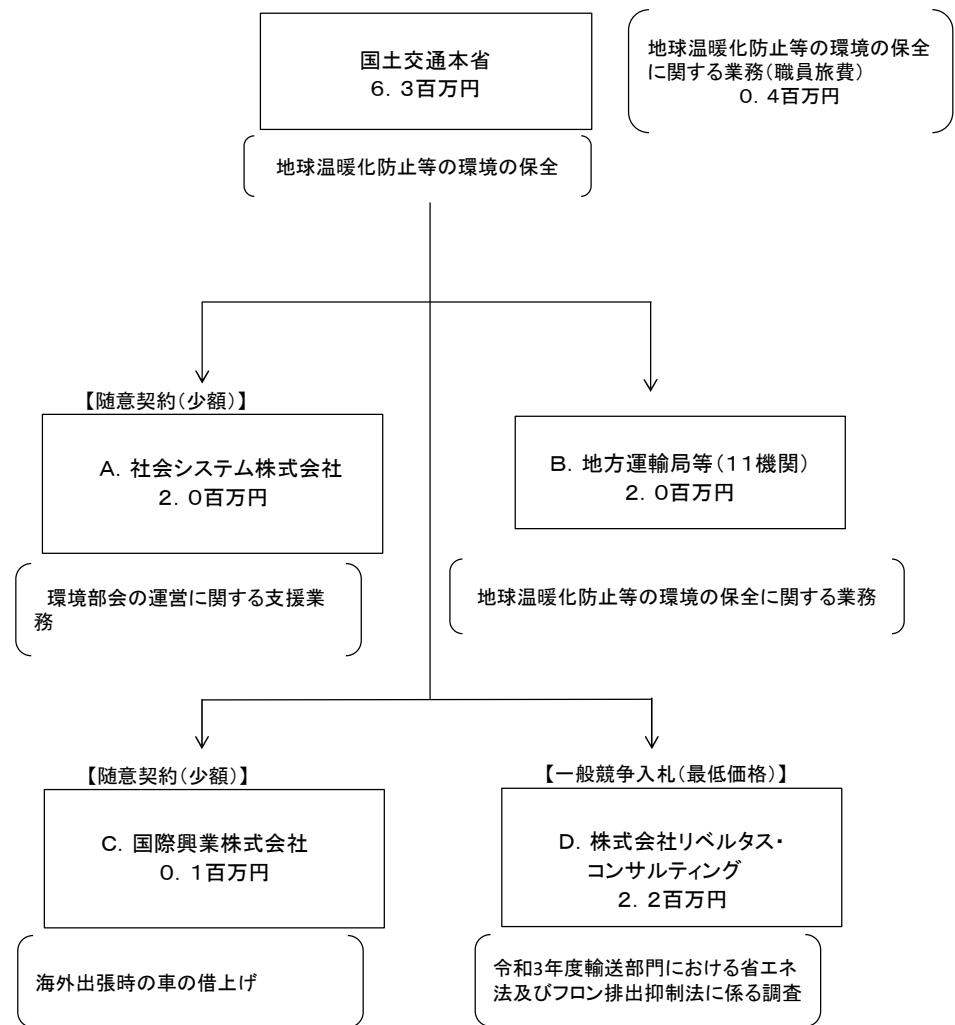 国土交通本省
6．3百万円
地球温暖化防止等の環境の保全
に関する業務（職員旅費）
0．4百万円
地球温暖化防止等の環境の保全
【随意契約（少額）】
A．社会システム株式会社
2．0百万円
B．地方運輸局等（11機関）
2．0百万円
環境部会の運営に関する支援業
務
地球温暖化防止等の環境の保全に関する業務
【随意契約（少額）】
C．国際興業株式会社
0．1百万円
【一般競争入札（最低価格）】
D．株式会社リベルタス・
コンサルティング
2．2百万円
海外出張時の車の借上げ
令和3年度輸送部門における省エネ
法及びフロン排出抑制法に係る調査